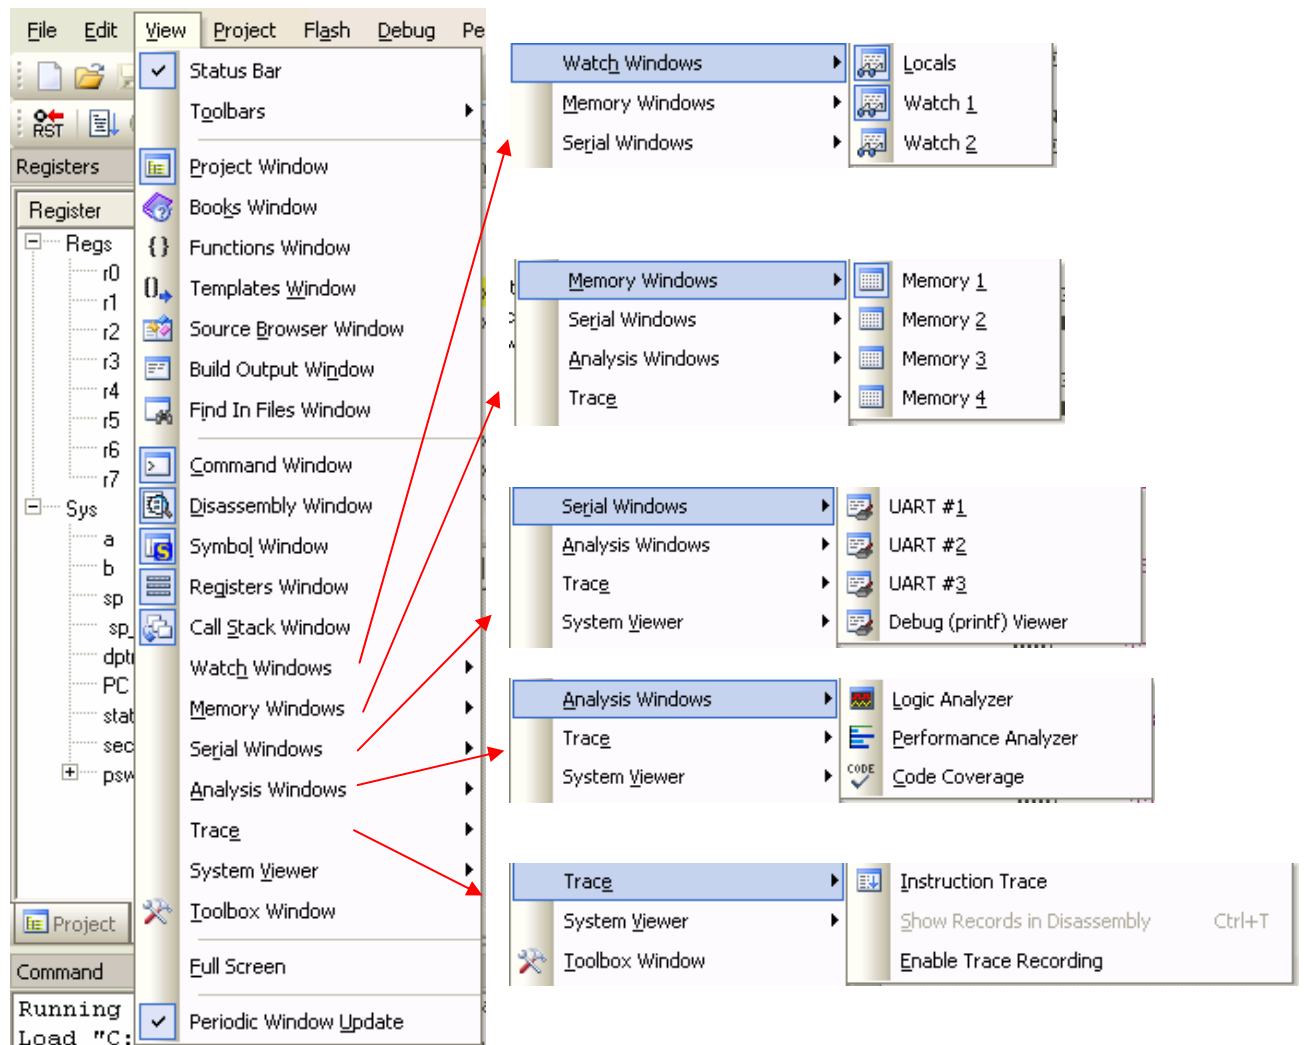 File Edit View Project Flash Debug Pe
Status Bar
Toolbars
RST
Registers
Project Window
Register
Books Window
Regs
Functions Window
r0
Templates Window
r1
r2
Source Browser Window
r3
Build Output Window
r4
Find In Files Window
r5
r6
Command Window
r7
Sys
Disassembly Window
a
Symbol Window
b
Registers Window
sp
sp_
Call Stack Window
dpt
Watch Windows
PC
Memory Windows
stat
sec
Serial Windows
psw
Analysis Windows
Trace
System Viewer
Toolbox Window
Project
Full Screen
Command
Running
Periodic Window Update
Load "C:
Watch Windows
Locals
Memory Windows
Watch 1
Serial Windows
Watch 2
Memory Windows
Memory 1
Serial Windows
Memory 2
Analysis Windows
Memory 3
Trace
Memory 4
Serial Windows
UART #1
Analysis Windows
UART #2
Trace
UART #3
System Viewer
Debug (printf) Viewer
Analysis Windows
Logic Analyzer
Trace
Performance Analyzer
System Viewer
CODE
Code Coverage
Trace
Instruction Trace
System Viewer
Show Records in Disassembly Ctrl+T
Toolbox Window
Enable Trace Recording